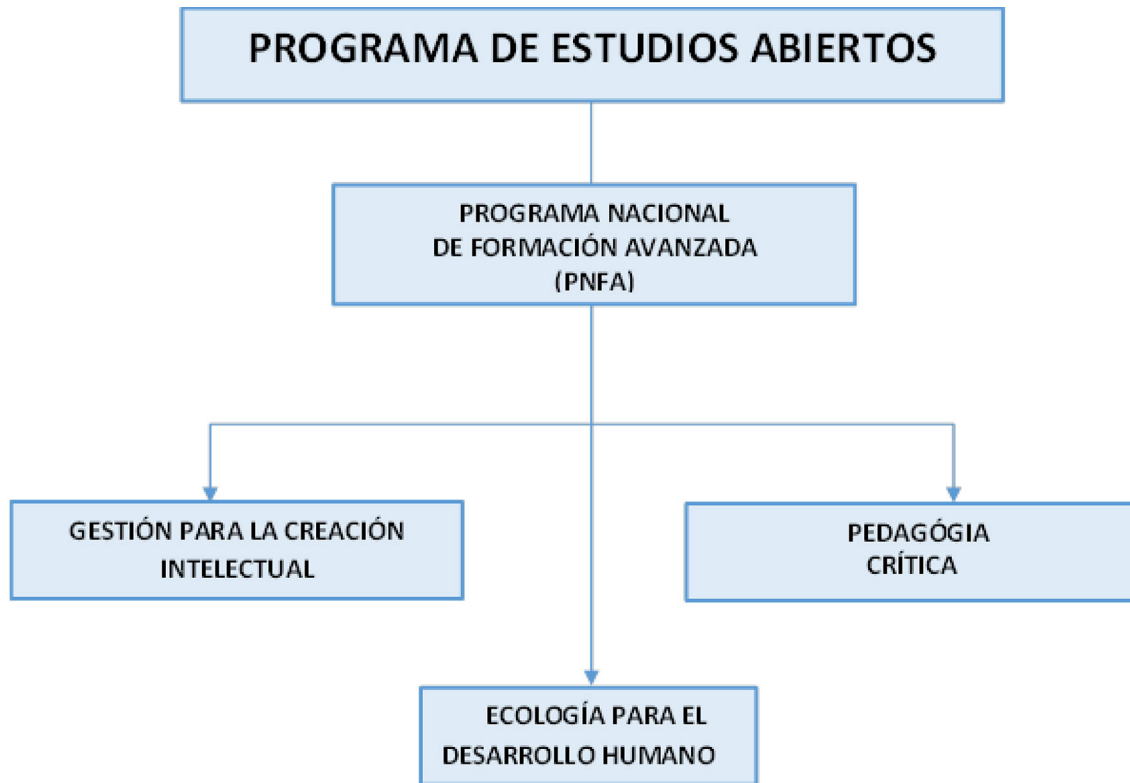 PROGRAMA DE ESTUDIOS ABIERTOS
PROGRAMA NACIONAL
DE FORMACIÓN AVANZADA
(PNFA)
GESTIÓN PARA LA CREACIÓN
INTELECTUAL
PEDAGÓGIA
CRÍTICA
ECOLOGÍA PARA EL
DESARROLLO HUMANO